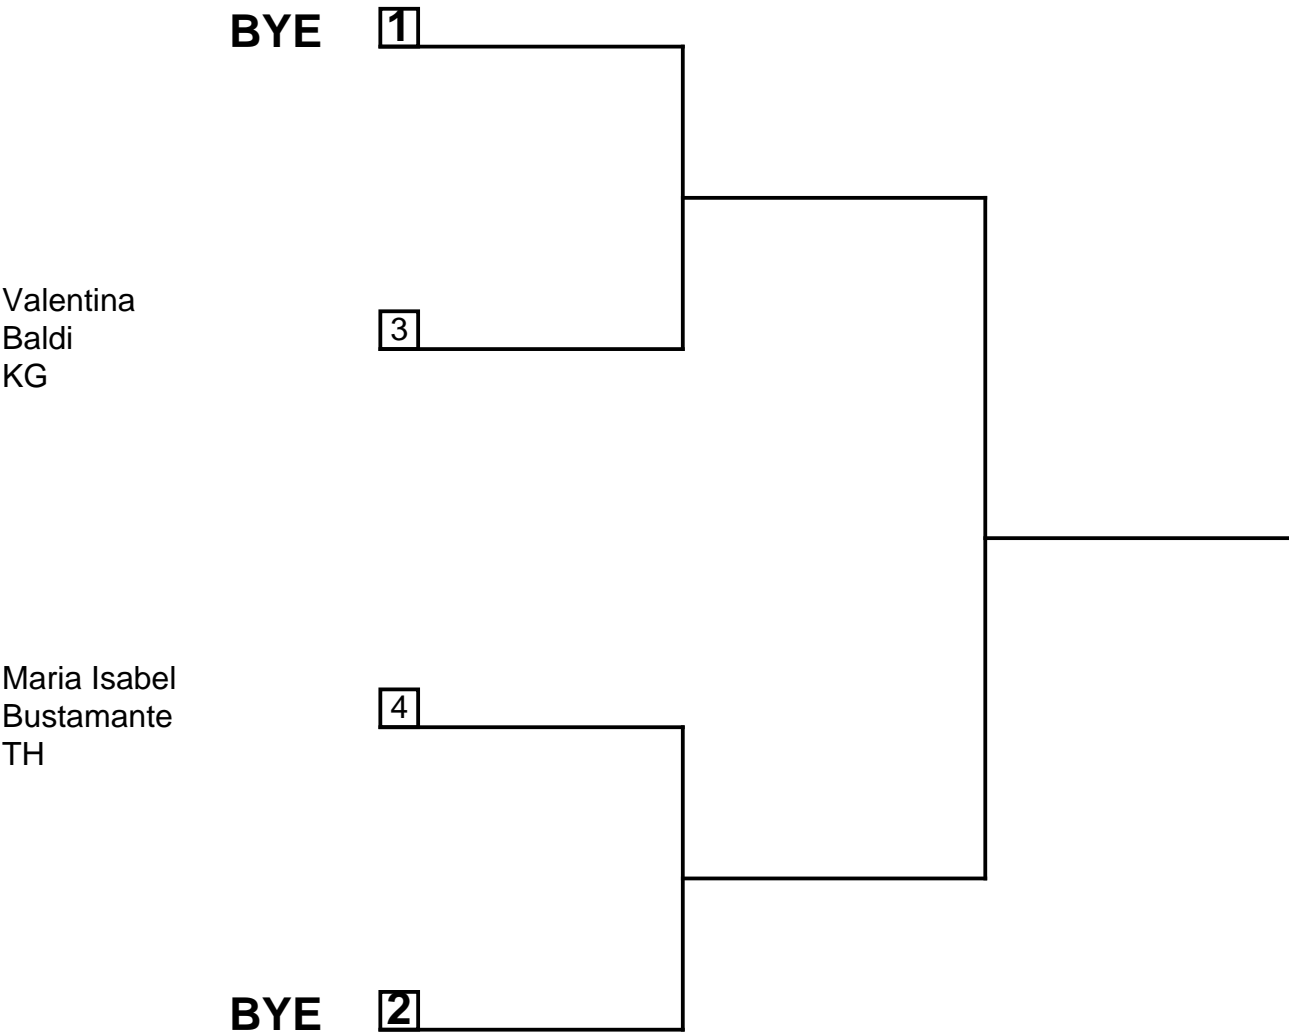 BYE 1
Valentina
Baldi
KG
3
Maria Isabel
Bustamante
TH
4
BYE 2